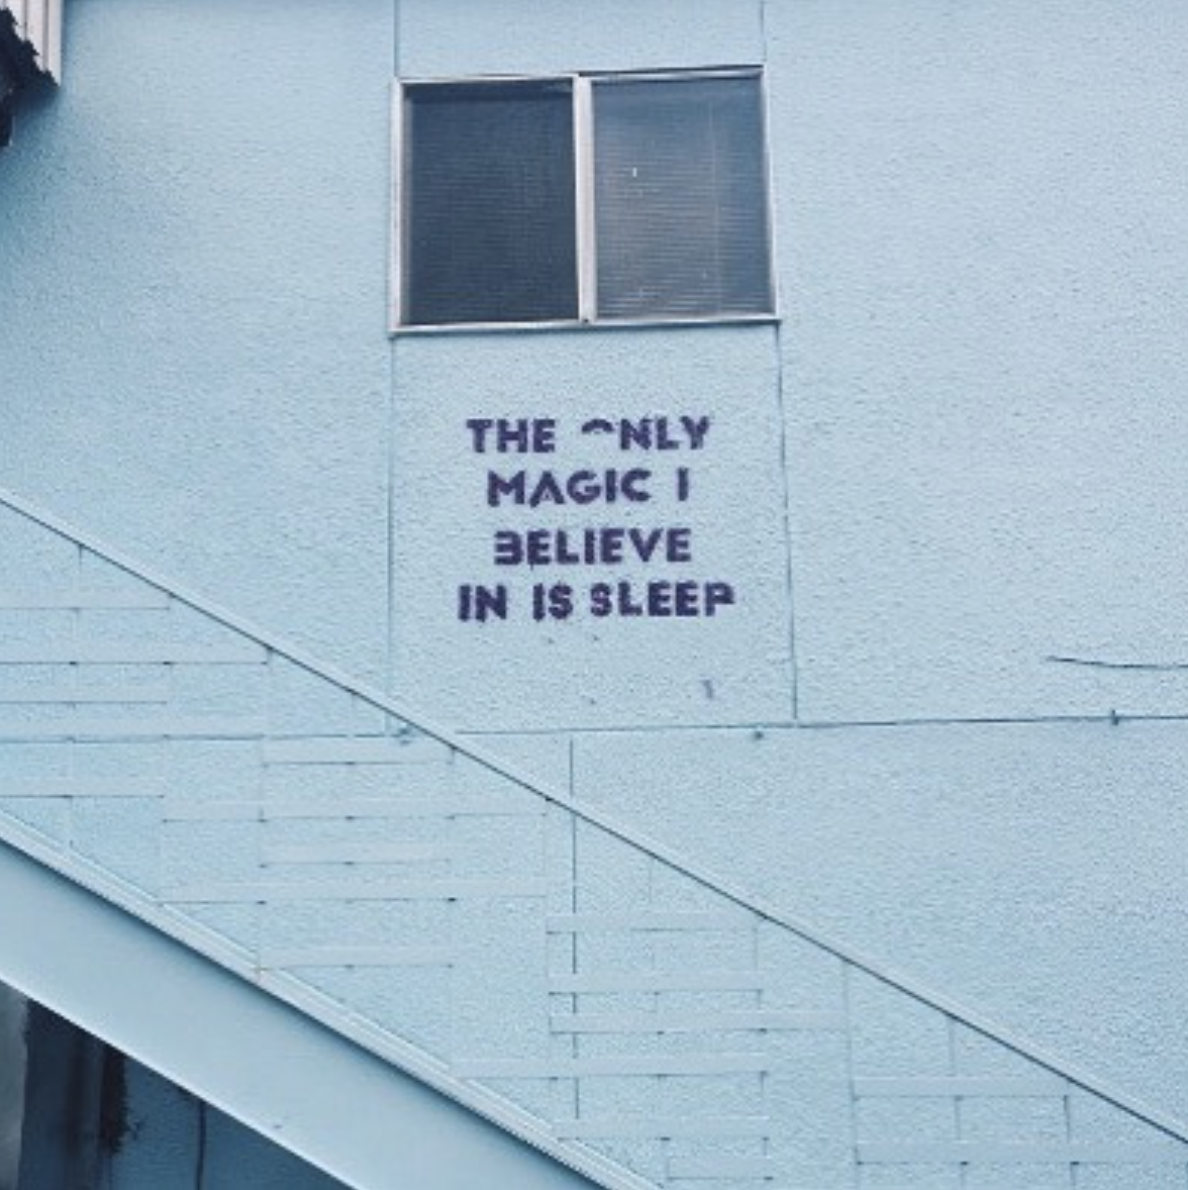 THE ONLY
MAGIC I
BELIEVE
IN IS SLEEP